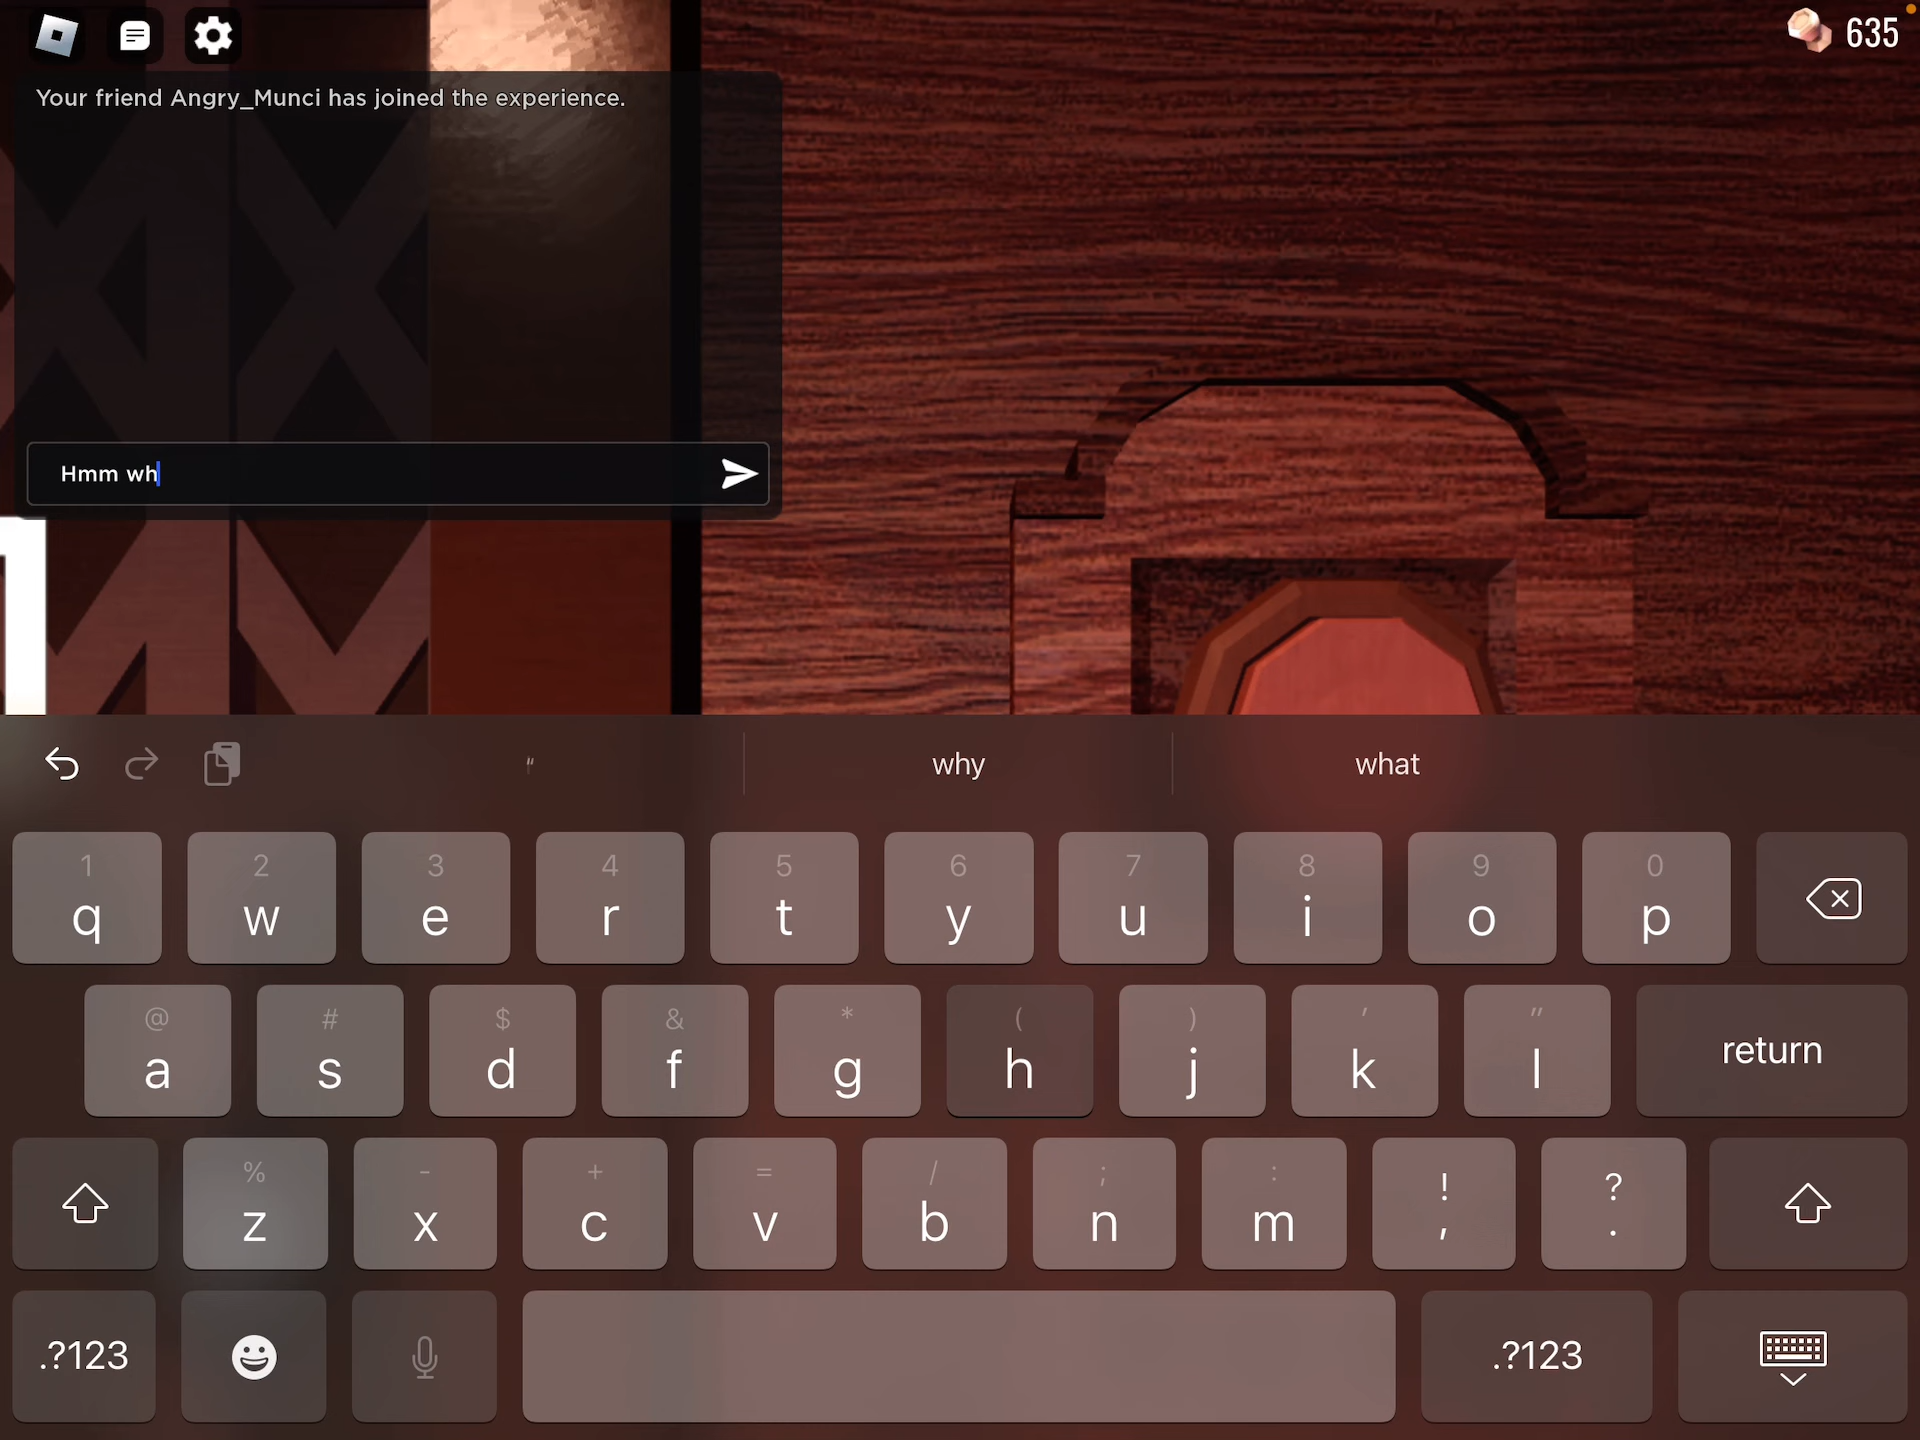 635
Your friend Angry_Munci has joined the experience.
Hmm wh
" why what
1 2 3 4 5 6 7 8 9 0
q w e r t y u i o p
@ # $ & * ( ) ' "
a s d f g h j k l return
% - + = / ; : ! ?
z x c v b n m , .
.?123 .?123